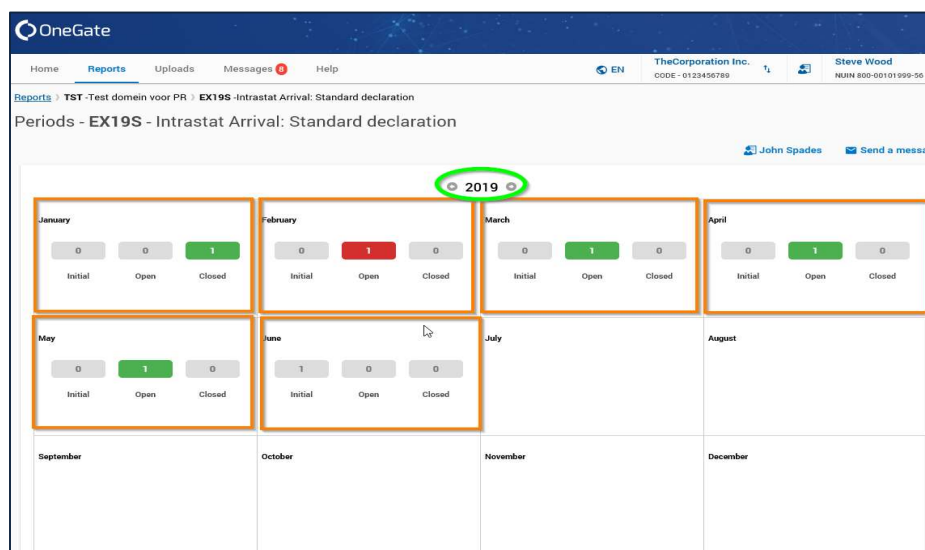 OneGate
Home Reports Uploads Messages 8 Help EN TheCorporation Inc. Steve Wood
CODE - 0123456789 NUIN 800-00101999-56
Reports > TST -Test domein voor PR > EX19S -Intrastat Arrival: Standard declaration
Periods - EX19S - Intrastat Arrival: Standard declaration
John Spades Send a messa
2019
January February March April
0 0 1 0 1 0 0 1 0 0 1 0
Initial Open Closed Initial Open Closed Initial Open Closed Initial Open Closed
May June July August
0 1 0 1 0 0
Initial Open Closed Initial Open Closed
September October November December